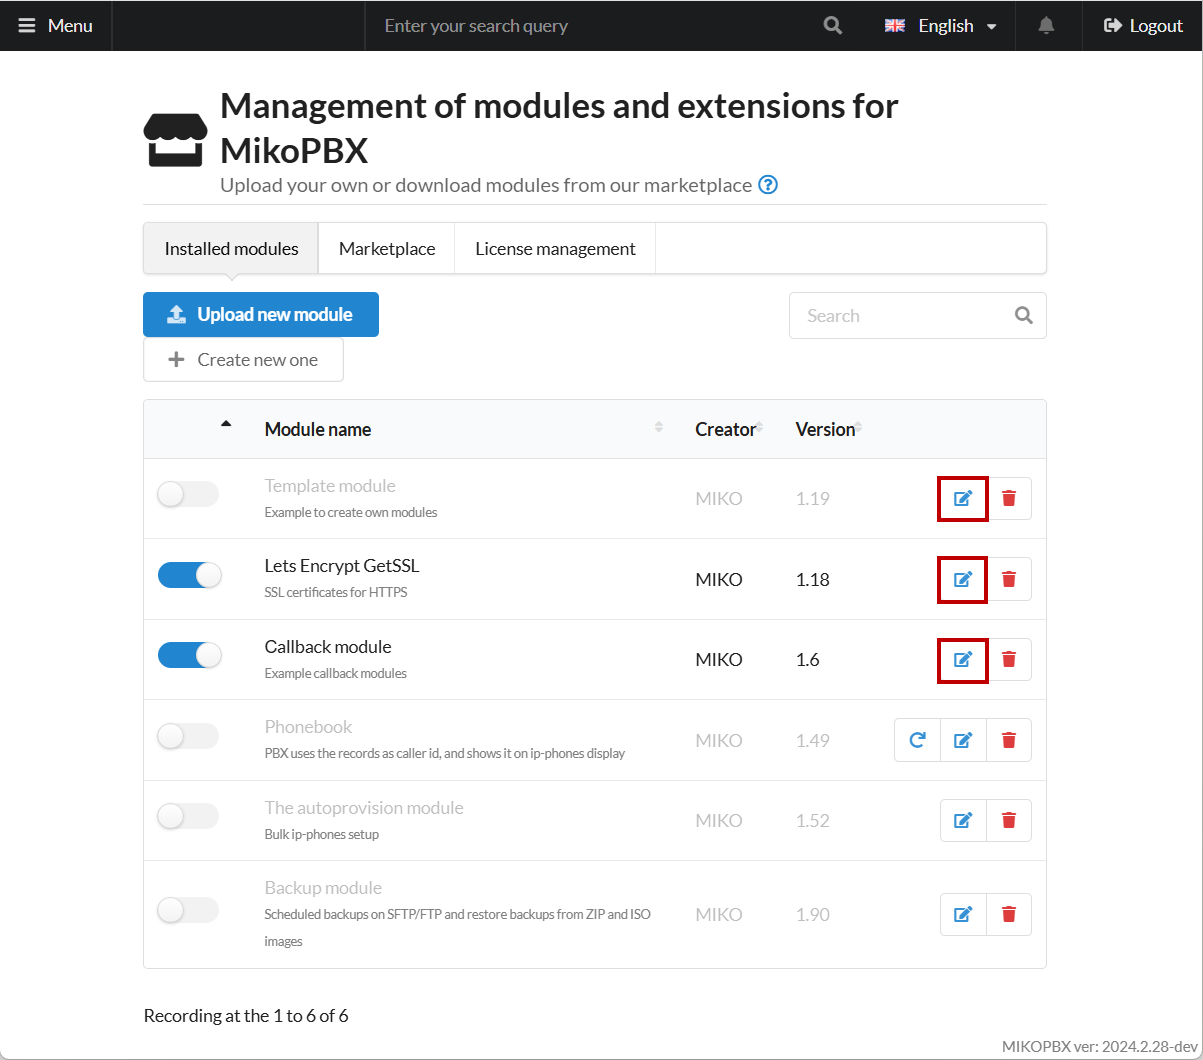 Menu
Enter your search query
English
Logout
Management of modules and extensions for
MikoPBX
Upload your own or download modules from our marketplace
Installed modules
Marketplace
License management
Upload new module
Search
Create new one
Module name
Creator
Version
Template module
Example to create own modules
MIKO
1.19
Lets Encrypt GetSSL
SSL certificates for HTTPS
MIKO
1.18
Callback module
Example callback modules
MIKO
1.6
Phonebook
PBX uses the records as caller id, and shows it on ip-phones display
MIKO
1.49
The autoprovision module
Bulk ip-phones setup
MIKO
1.52
Backup module
Scheduled backups on SFTP/FTP and restore backups from ZIP and ISO
images
MIKO
1.90
Recording at the 1 to 6 of 6
MIKOPBX ver: 2024.2.28-dev